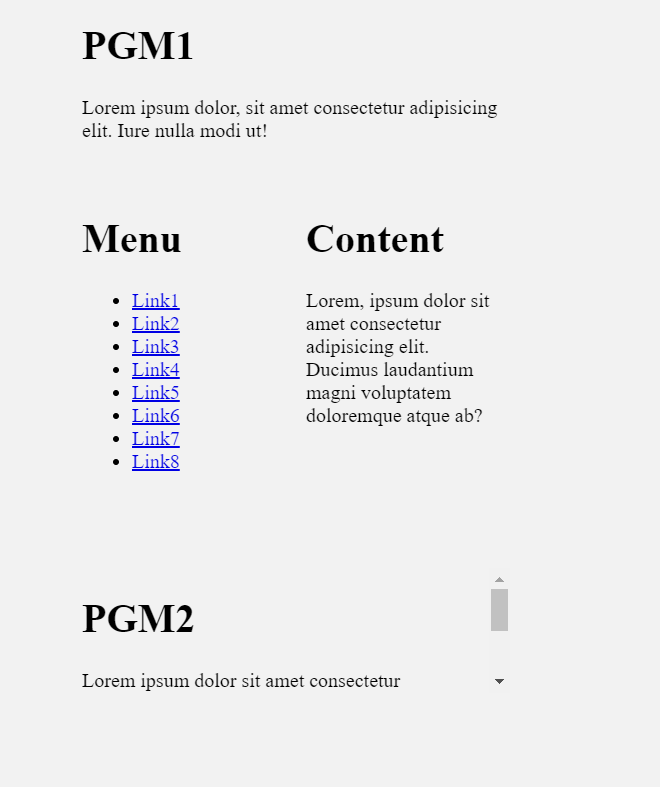 PGM1
Lorem ipsum dolor, sit amet consectetur adipisicing
elit. Iure nulla modi ut!
Menu
Link1
Link2
Link3
Link4
Link5
Link6
Link7
Link8
Content
Lorem, ipsum dolor sit
amet consectetur
adipisicing elit.
Ducimus laudantium
magni voluptatem
doloremque atque ab?
PGM2
Lorem ipsum dolor sit amet consectetur